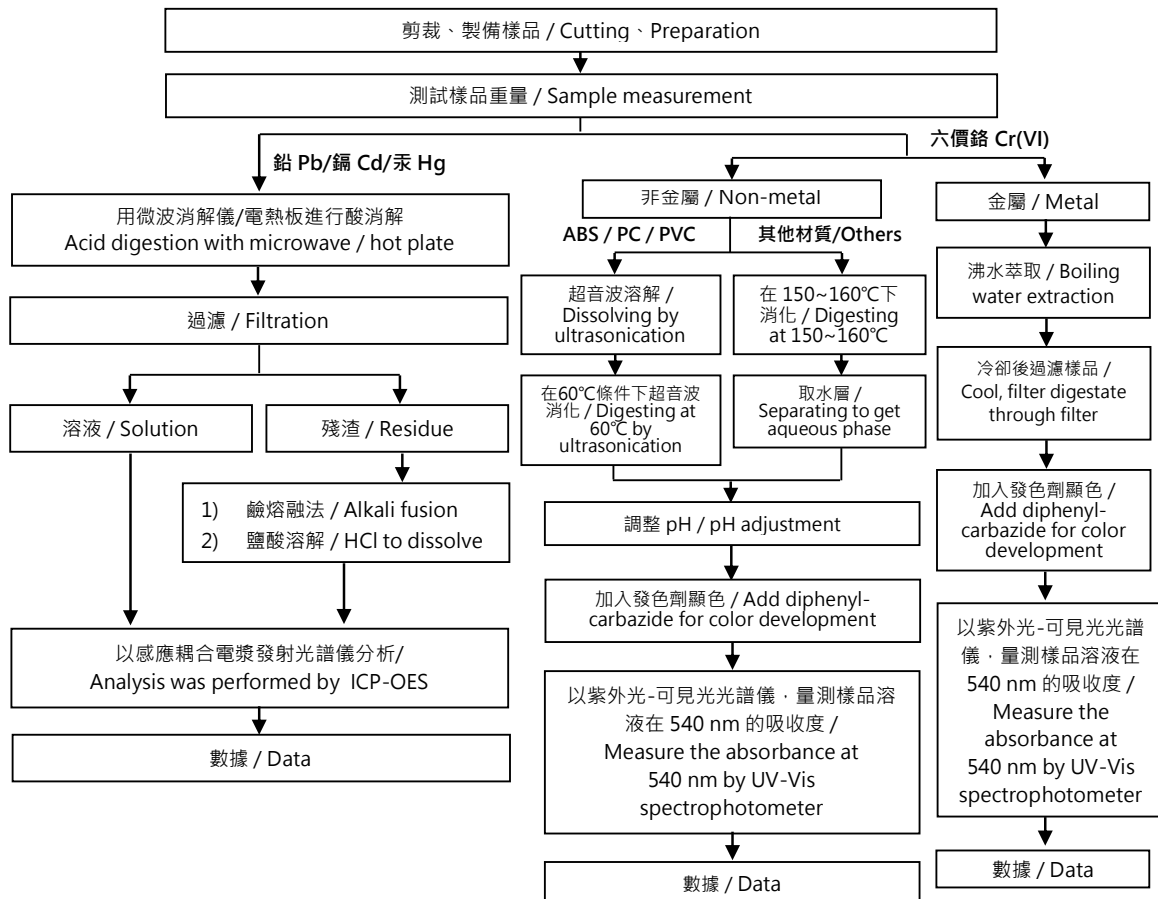 剪裁、製備樣品 / Cutting、Preparation
測試樣品重量 / Sample measurement
鉛 Pb/鎘 Cd/汞 Hg
六價鉻 Cr(VI)
用微波消解儀/電熱板進行酸消解
Acid digestion with microwave / hot plate
過濾 / Filtration
溶液 / Solution
殘渣 / Residue
1) 鹼熔融法 / Alkali fusion
2) 鹽酸溶解 / HCl to dissolve
以感應耦合電漿發射光譜儀分析/
Analysis was performed by ICP-OES
數據 / Data
非金屬 / Non-metal
ABS / PC / PVC
其他材質/Others
超音波溶解 /
Dissolving by
ultrasonication
在 150~160℃下
消化 / Digesting
at 150~160℃
在60℃條件下超音波
消化 / Digesting at
60℃ by
ultrasonication
取水層 /
Separating to get
aqueous phase
調整 pH / pH adjustment
加入發色劑顯色 / Add diphenyl-
carbazide for color development
以紫外光-可見光光譜儀，量測樣品溶
液在 540 nm 的吸收度 /
Measure the absorbance at
540 nm by UV-Vis
spectrophotometer
數據 / Data
金屬 / Metal
沸水萃取 / Boiling
water extraction
冷卻後過濾樣品 /
Cool, filter digestate
through filter
加入發色劑顯色 /
Add diphenyl-
carbazide for color
development
以紫外光-可見光光譜
儀，量測樣品溶液在
540 nm 的吸收度 /
Measure the
absorbance at
540 nm by UV-Vis
spectrophotometer
數據 / Data